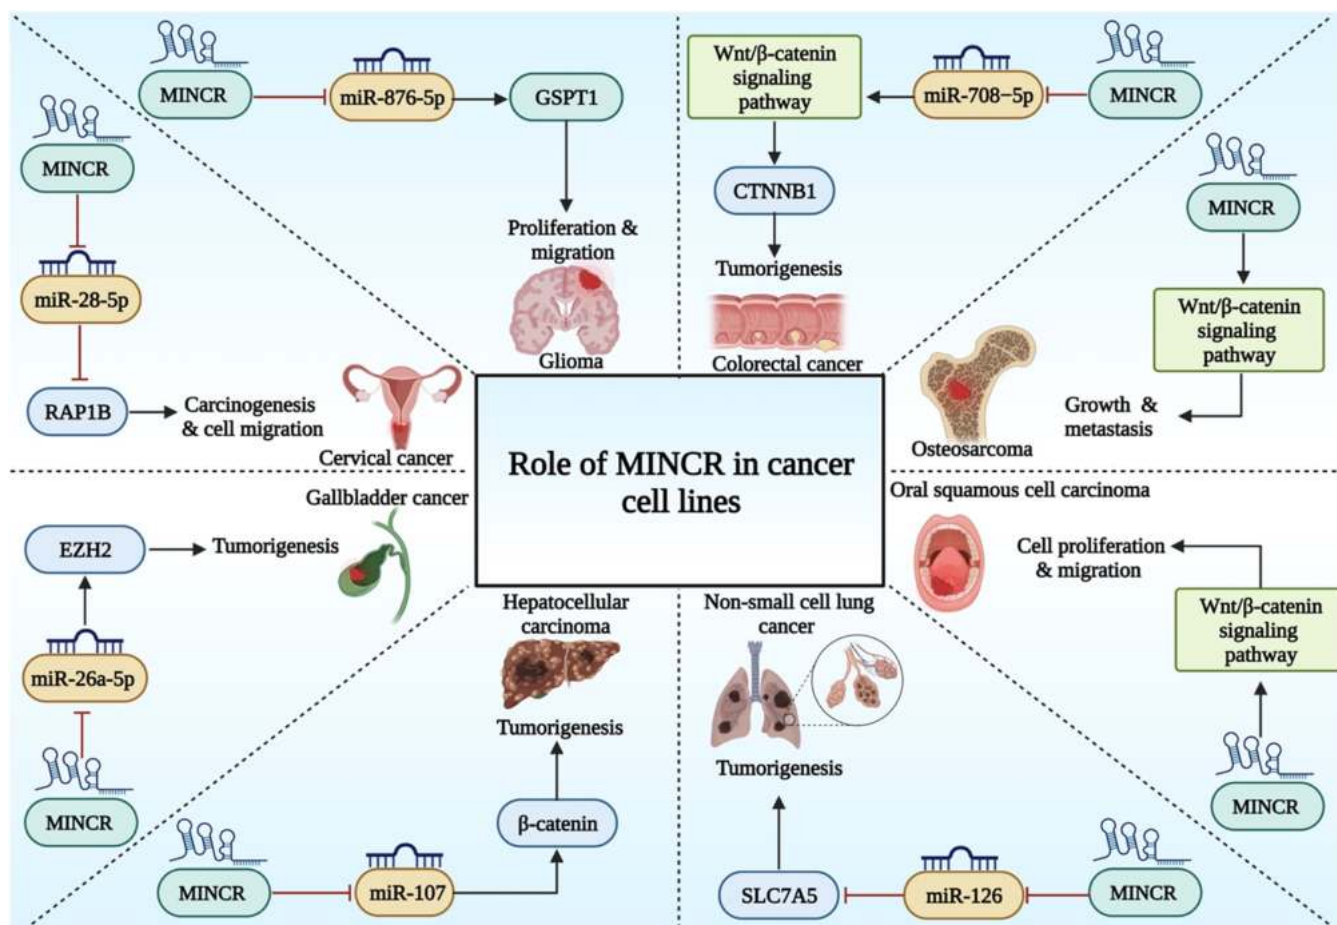 MINCR
miR-876-5p
GSPT1
Proliferation &
migration
Glioma
Wnt/β-catenin
signaling
pathway
miR-708−5p
MINCR
CTNNB1
Tumorigenesis
Colorectal cancer
MINCR
miR-28-5p
RAP1B
Carcinogenesis
& cell migration
Cervical cancer
MINCR
Wnt/β-catenin
signaling
pathway
Growth &
metastasis
Osteosarcoma
Role of MINCR in cancer
cell lines
Gallbladder cancer
EZH2
Tumorigenesis
miR-26a-5p
MINCR
Oral squamous cell carcinoma
Cell proliferation
& migration
Wnt/β-catenin
signaling
pathway
MINCR
Hepatocellular
carcinoma
Tumorigenesis
β-catenin
MINCR
miR-107
Non-small cell lung
cancer
Tumorigenesis
SLC7A5
miR-126
MINCR